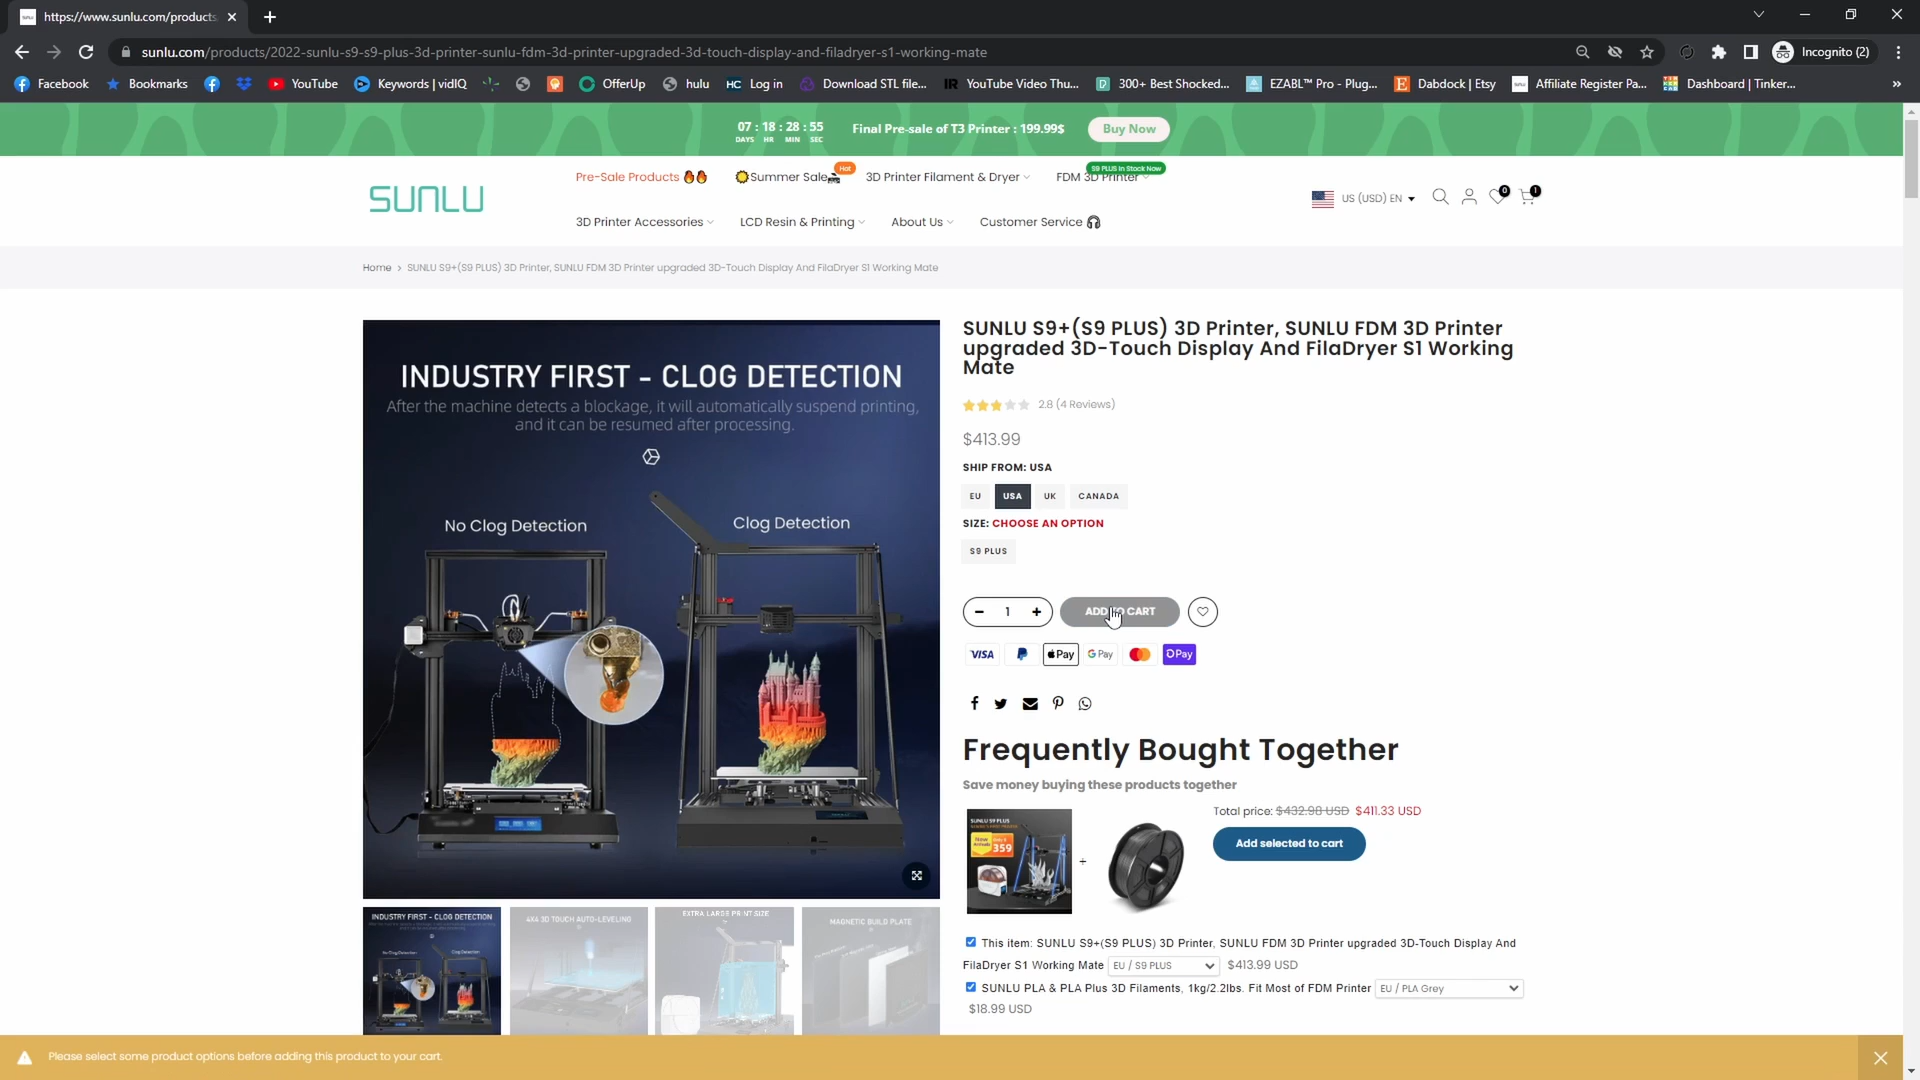 https://www.sunlu.com/products
sunlu.com/products/2022-sunlu-s9-s9-plus-3d-printer-sunlu-fdm-3d-printer-upgraded-3d-touch-display-and-filadryer-s1-working-mate
Incognito (2)
Facebook Bookmarks YouTube Keywords | vidIQ OfferUp hulu HC Log in Download STL file... IR YouTube Video Thu... 300+ Best Shocked... EZABL™ Pro - Plug... Dabdock | Etsy Affiliate Register Pa... Dashboard | Tinker...
07 : 18 : 28 : 55
DAYS HR MIN SEC
Final Pre-sale of T3 Printer : 199.99$
Buy Now
SUNLU
Pre-Sale Products Summer Sale Hot 3D Printer Filament & Dryer FDM 3D Printer S9 PLUS In Stock Now
3D Printer Accessories LCD Resin & Printing About Us Customer Service
US (USD) EN
0
1
Home > SUNLU S9+(S9 PLUS) 3D Printer, SUNLU FDM 3D Printer upgraded 3D-Touch Display And FilaDryer S1 Working Mate
INDUSTRY FIRST - CLOG DETECTION
After the machine detects a blockage, it will automatically suspend printing,
and it can be resumed after processing.
No Clog Detection
Clog Detection
SUNLU S9+(S9 PLUS) 3D Printer, SUNLU FDM 3D Printer
upgraded 3D-Touch Display And FilaDryer S1 Working
Mate
2.8 (4 Reviews)
$413.99
SHIP FROM: USA
EU USA UK CANADA
SIZE: CHOOSE AN OPTION
S9 PLUS
− 1 +
ADD TO CART
VISA Pay G Pay Pay
Frequently Bought Together
Save money buying these products together
SUNLU S9 PLUS
359
+
Total price: $432.98 USD $411.33 USD
Add selected to cart
This item: SUNLU S9+(S9 PLUS) 3D Printer, SUNLU FDM 3D Printer upgraded 3D-Touch Display And
FilaDryer S1 Working Mate EU / S9 PLUS $413.99 USD
SUNLU PLA & PLA Plus 3D Filaments, 1kg/2.2lbs. Fit Most of FDM Printer EU / PLA Grey
$18.99 USD
INDUSTRY FIRST - CLOG DETECTION
4X4 3D TOUCH AUTO-LEVELING
EXTRA LARGE PRINT SIZE
MAGNETIC BUILD PLATE
Please select some product options before adding this product to your cart.